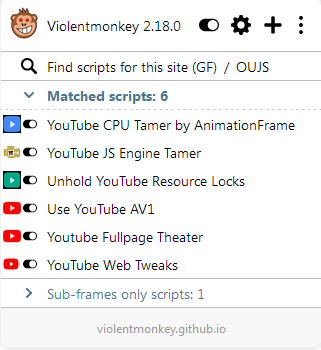 Violentmonkey 2.18.0
Find scripts for this site (GF) / OUJS
Matched scripts: 6
YouTube CPU Tamer by AnimationFrame
YouTube JS Engine Tamer
Unhold YouTube Resource Locks
Use YouTube AV1
Youtube Fullpage Theater
YouTube Web Tweaks
Sub-frames only scripts: 1
violentmonkey.github.io